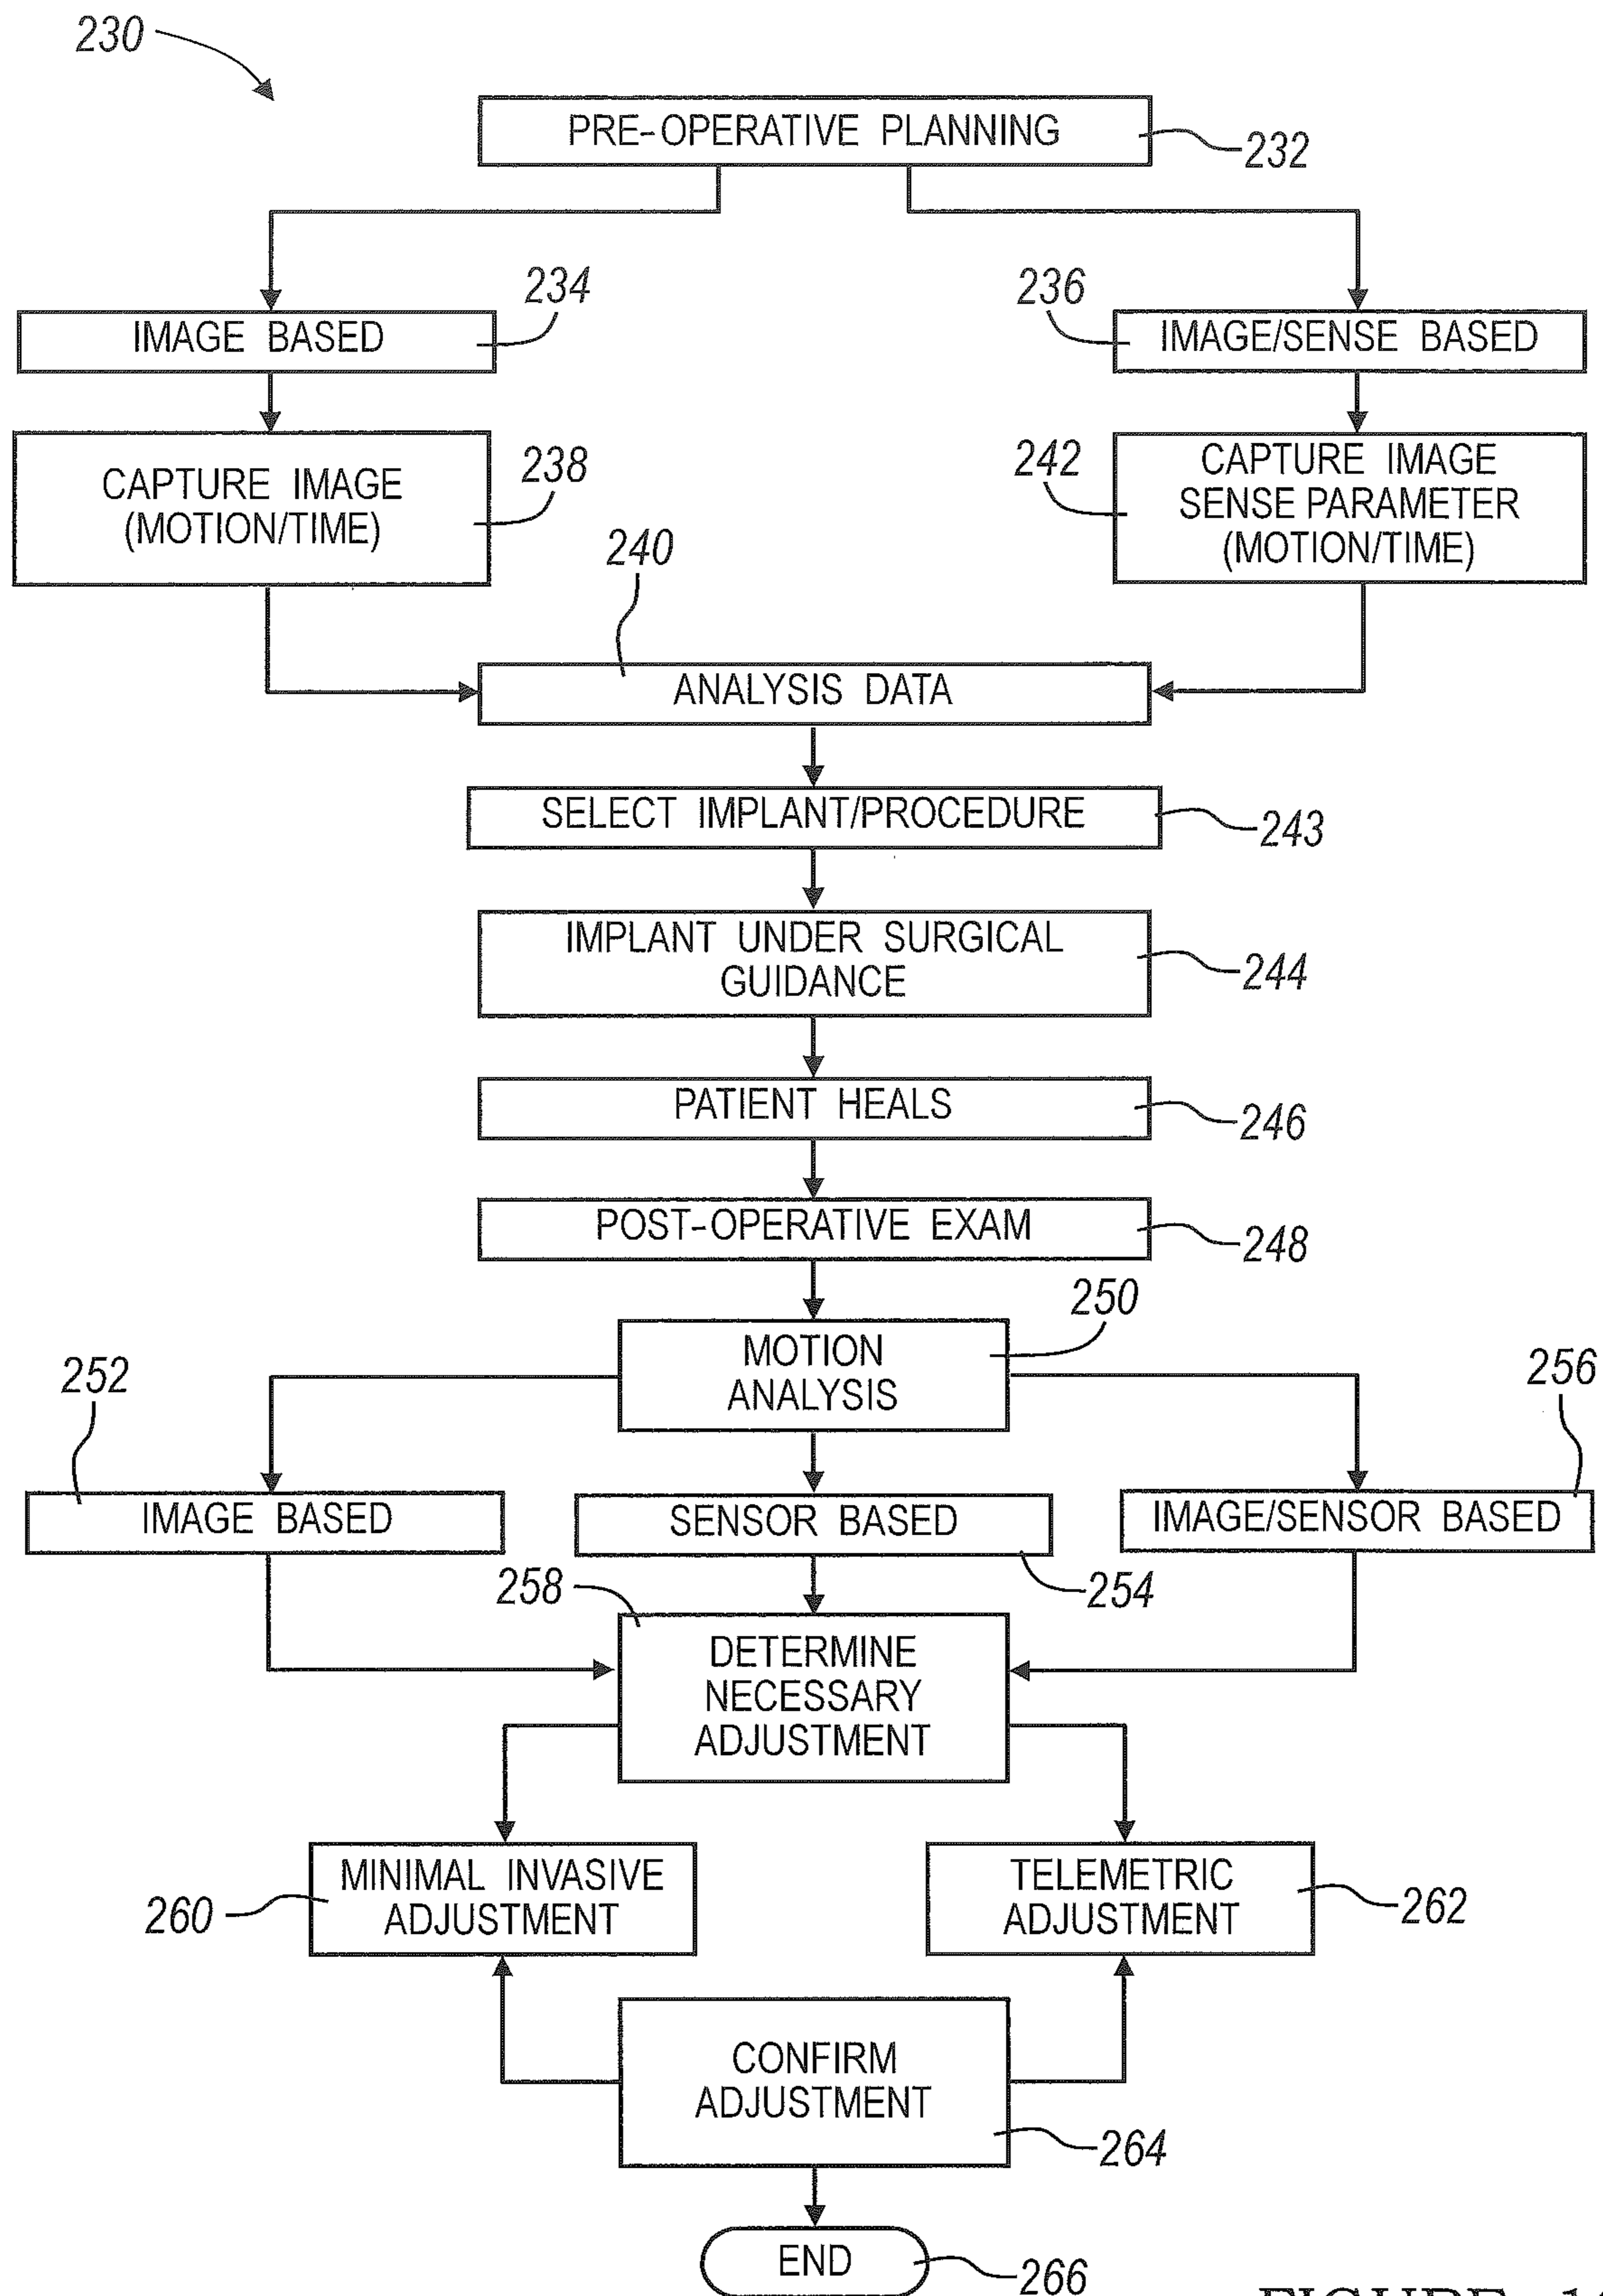 230
PRE-OPERATIVE PLANNING
232
234
236
IMAGE BASED
IMAGE/SENSE BASED
238
242
CAPTURE IMAGE
(MOTION/TIME)
CAPTURE IMAGE
SENSE PARAMETER
(MOTION/TIME)
240
ANALYSIS DATA
SELECT IMPLANT/PROCEDURE
243
IMPLANT UNDER SURGICAL
GUIDANCE
244
PATIENT HEALS
246
POST-OPERATIVE EXAM
248
250
MOTION
ANALYSIS
252
256
IMAGE BASED
SENSOR BASED
IMAGE/SENSOR BASED
254
258
DETERMINE
NECESSARY
ADJUSTMENT
MINIMAL INVASIVE
ADJUSTMENT
260
TELEMETRIC
ADJUSTMENT
262
CONFIRM
ADJUSTMENT
264
END
266